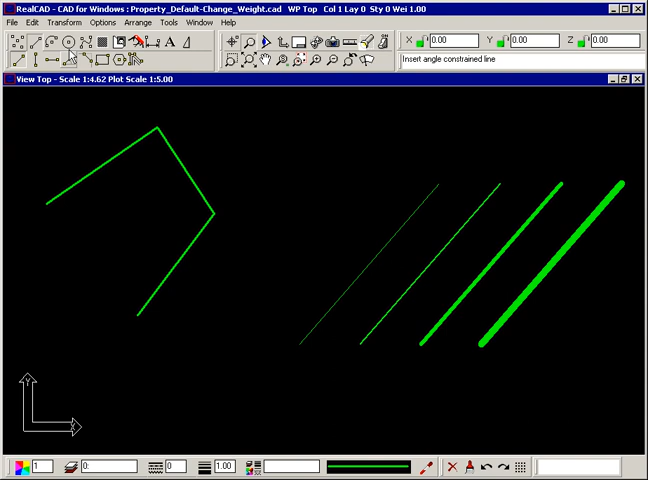 RealCAD - CAD for Windows : Property_Default-Change_Weight.cad WP Top Col 1 Lay 0 Sty 0 Wei 1.00
File Edit Insert Transform Options Arrange Tools Window Help
X 0.00 Y 0.00 Z 0.00
Insert angle constrained line
View Top - Scale 1:4.62 Plot Scale 1:5.00
Y
X
1 0: 0 1.00